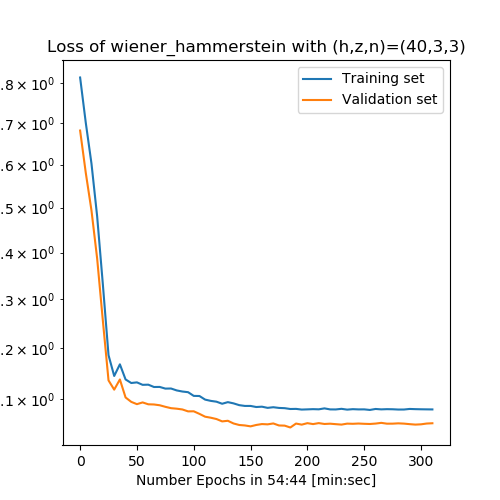 Loss of wiener_hammerstein with (h,z,n)=(40,3,3)
Training set
Validation set
.8 × 10⁰
.7 × 10⁰
.6 × 10⁰
.5 × 10⁰
.4 × 10⁰
.3 × 10⁰
.2 × 10⁰
.1 × 10⁰
0 50 100 150 200 250 300
Number Epochs in 54:44 [min:sec]